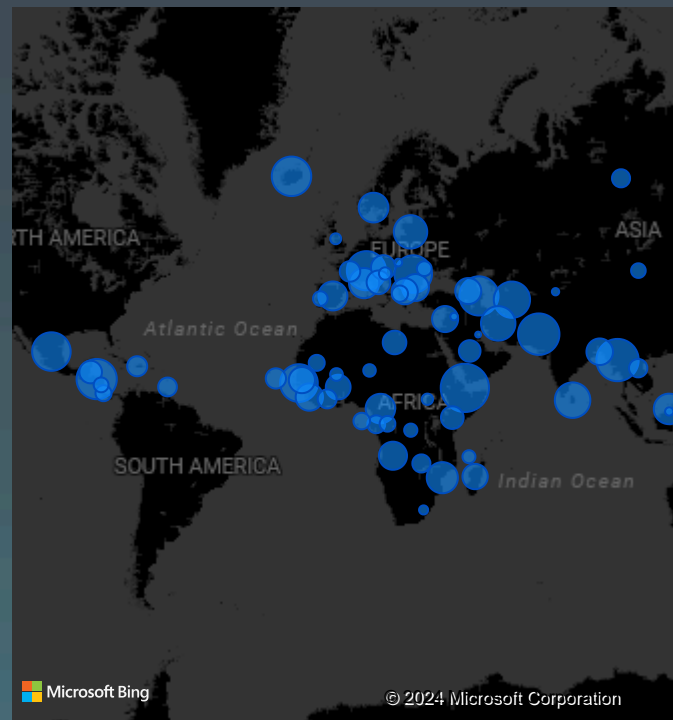 RTH AMERICA
ASIA
EUROPE
Atlantic Ocean
AFRICA
SOUTH AMERICA
Indian Ocean
Microsoft Bing
© 2024 Microsoft Corporation